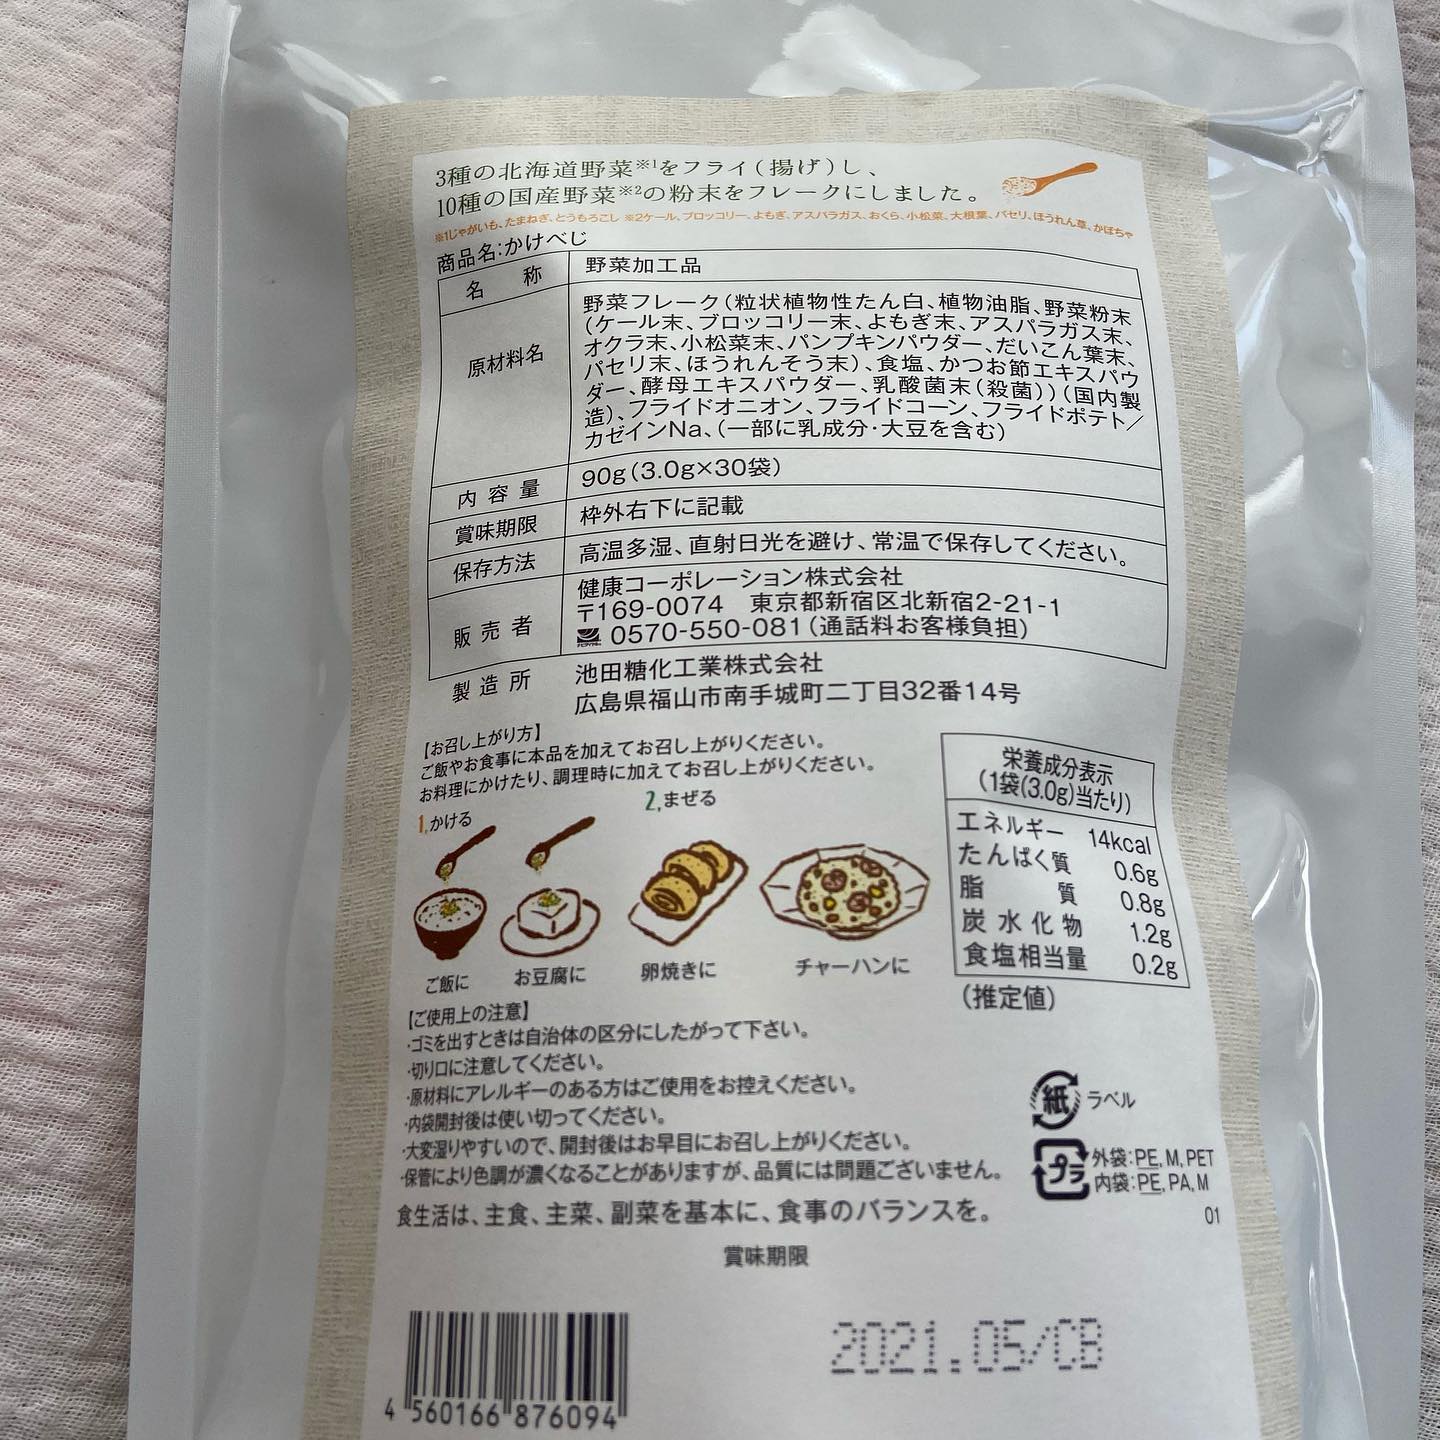 3種の北海道野菜※1をフライ(揚げ)し、
10種の国産野菜※2の粉末をフレークにしました。
※1じゃがいも、たまねぎ、とうもろこし ※2ケール、ブロッコリー、よもぎ、アスパラガス、おくら、小松菜、大根葉、パセリ、ほうれん草、かぼちゃ
商品名:かけべじ
名 称 野菜加工品
原材料名 野菜フレーク(粒状植物性たん白、植物油脂、野菜粉末
(ケール末、ブロッコリー末、よもぎ末、アスパラガス末、
オクラ末、小松菜末、パンプキンパウダー、だいこん葉末、
パセリ末、ほうれんそう末)、食塩、かつお節エキスパウ
ダー、酵母エキスパウダー、乳酸菌末(殺菌))(国内製
造)、フライドオニオン、フライドコーン、フライドポテト/
カゼインNa、(一部に乳成分・大豆を含む)
内容量 90g(3.0g×30袋)
賞味期限 枠外右下に記載
保存方法 高温多湿、直射日光を避け、常温で保存してください。
販売者 健康コーポレーション株式会社
〒169-0074 東京都新宿区北新宿2-21-1
0570-550-081(通話料お客様負担)
製造所 池田糖化工業株式会社
広島県福山市南手城町二丁目32番14号
【お召し上がり方】
ご飯やお食事に本品を加えてお召し上がりください。
お料理にかけたり、調理時に加えてお召し上がりください。
1,かける
2,まぜる
ご飯に お豆腐に 卵焼きに チャーハンに
栄養成分表示
(1袋(3.0g)当たり)
エネルギー 14kcal
たんぱく質 0.6g
脂質 0.8g
炭水化物 1.2g
食塩相当量 0.2g
(推定値)
【ご使用上の注意】
・ゴミを出すときは自治体の区分にしたがって下さい。
・切り口に注意してください。
・原材料にアレルギーのある方はご使用をお控えください。
・内袋開封後は使い切ってください。
・大変湿りやすいので、開封後はお早目にお召し上がりください。
・保管により色調が濃くなることがありますが、品質には問題ございません。
食生活は、主食、主菜、副菜を基本に、食事のバランスを。
紙 ラベル
プラ 外袋:PE, M, PET
内袋:PE, PA, M
01
賞味期限
2021.05/CB
4 560166 876094